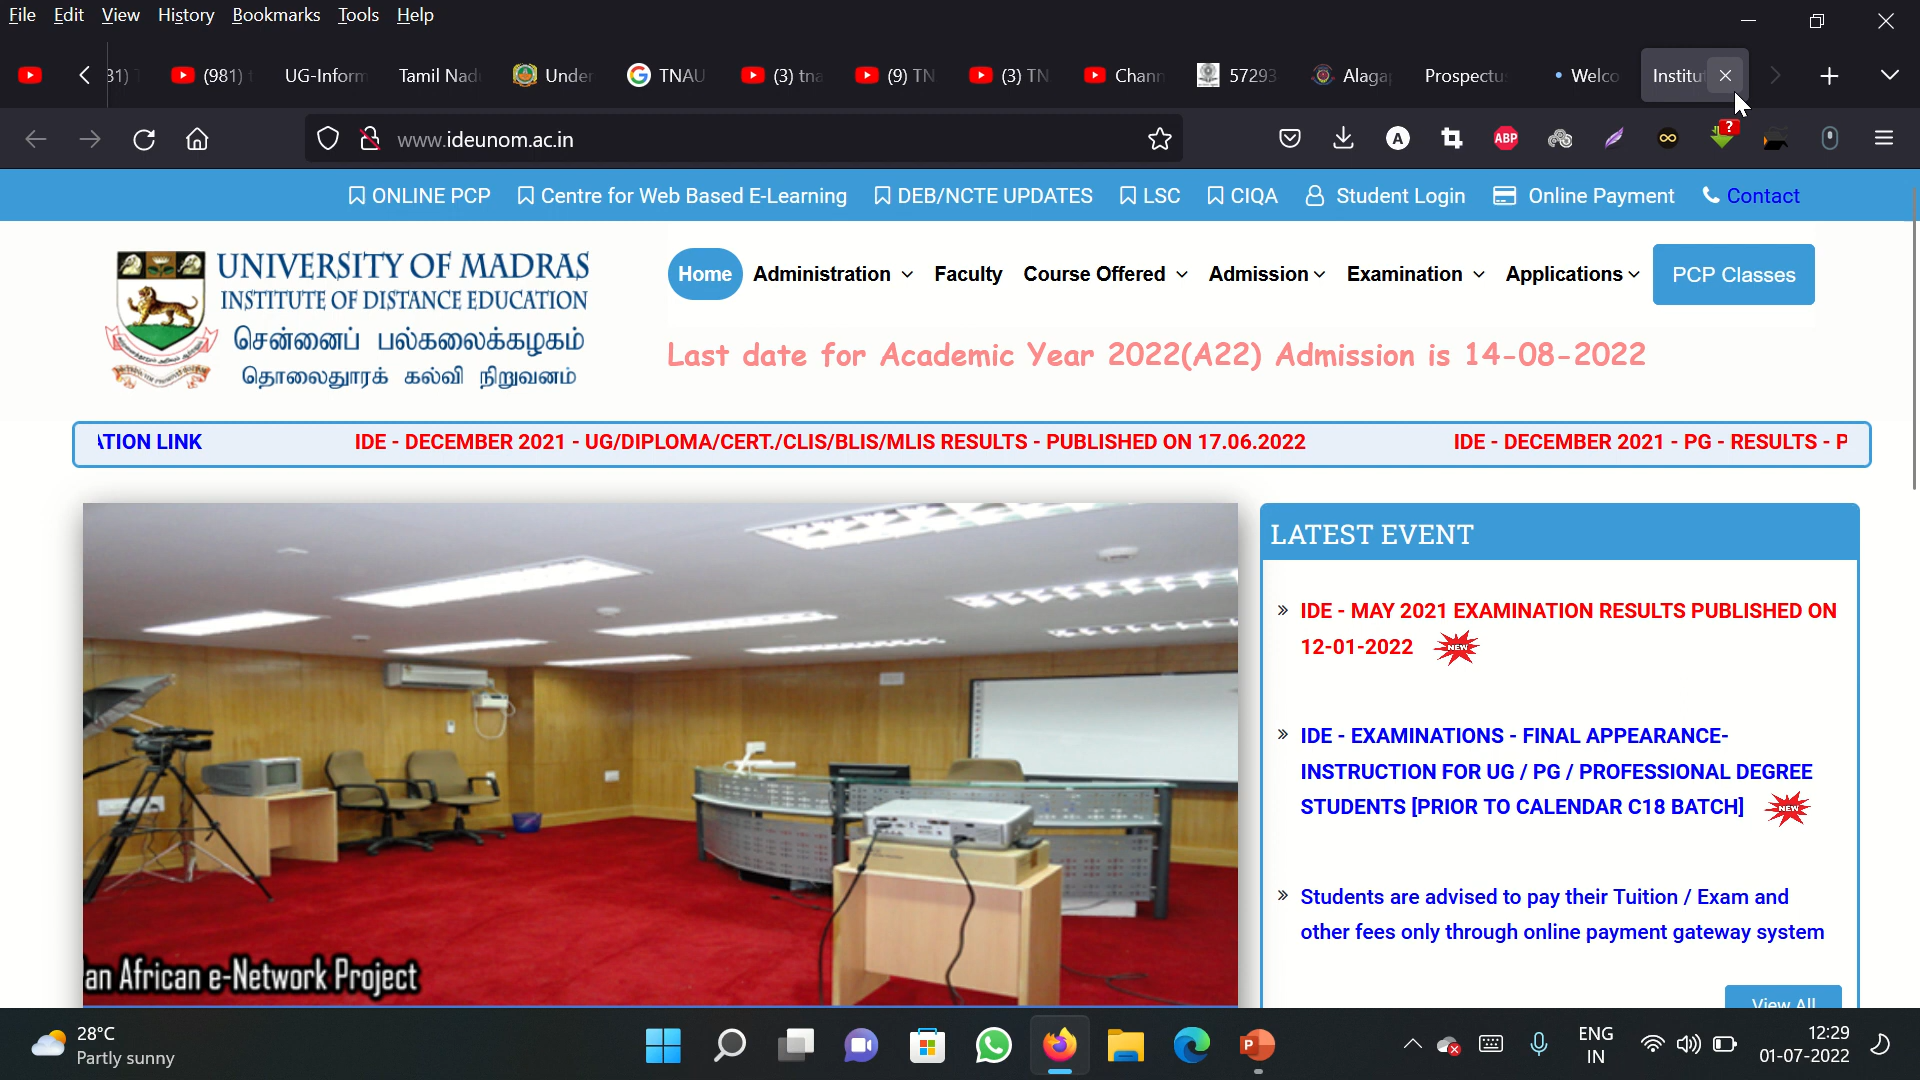 File Edit View History Bookmarks Tools Help
(981) UG-Inform Tamil Nad Under TNAU (3) tna (9) TN (3) TN Chann 57293 Alaga Prospectu Welco Institu
www.ideunom.ac.in
ONLINE PCP Centre for Web Based E-Learning DEB/NCTE UPDATES LSC CIQA Student Login Online Payment Contact
UNIVERSITY OF MADRAS
INSTITUTE OF DISTANCE EDUCATION
சென்னைப் பல்கலைக்கழகம்
தொலைதூரக் கல்வி நிறுவனம்
Home Administration Faculty Course Offered Admission Examination Applications PCP Classes
Last date for Academic Year 2022(A22) Admission is 14-08-2022
ATION LINK IDE - DECEMBER 2021 - UG/DIPLOMA/CERT./CLIS/BLIS/MLIS RESULTS - PUBLISHED ON 17.06.2022 IDE - DECEMBER 2021 - PG - RESULTS - P
an African e-Network Project
LATEST EVENT
» IDE - MAY 2021 EXAMINATION RESULTS PUBLISHED ON
12-01-2022 NEW
» IDE - EXAMINATIONS - FINAL APPEARANCE-
INSTRUCTION FOR UG / PG / PROFESSIONAL DEGREE
STUDENTS [PRIOR TO CALENDAR C18 BATCH] NEW
» Students are advised to pay their Tuition / Exam and
other fees only through online payment gateway system
View All
28°C
Partly sunny
ENG
IN
12:29
01-07-2022